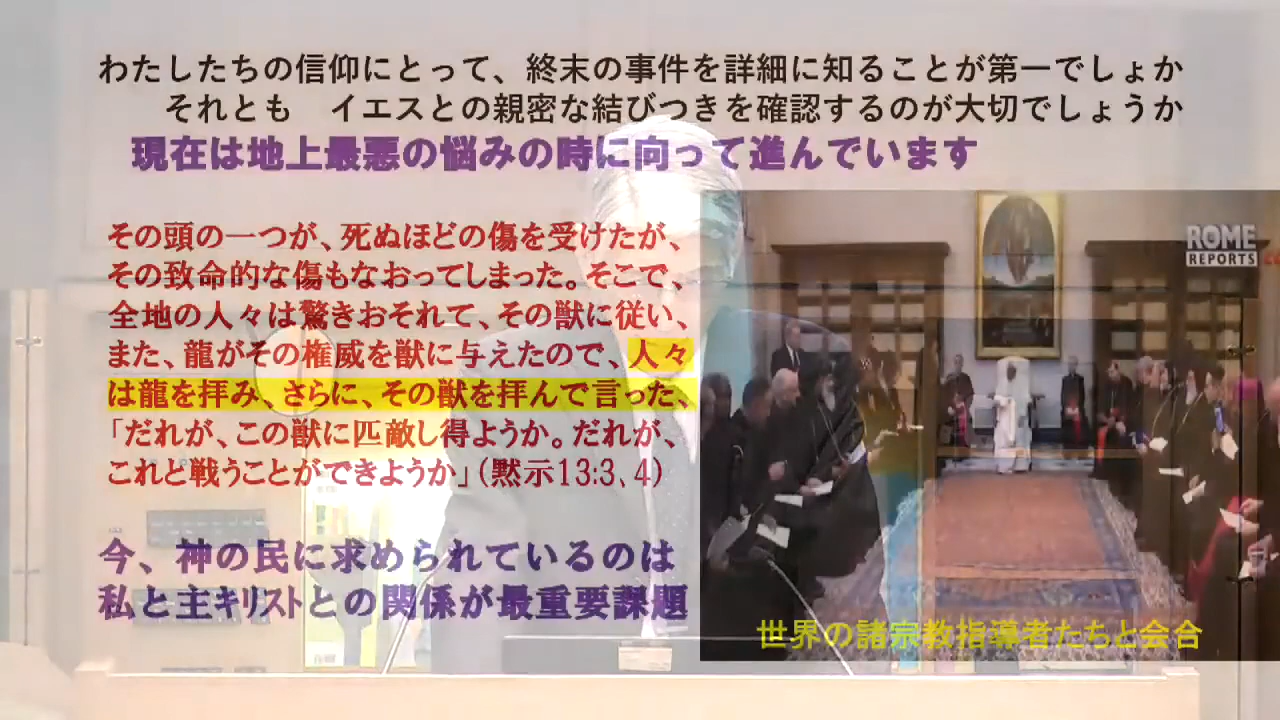 わたしたちの信仰にとって、終末の事件を詳細に知ることが第一でしょか
それとも　イエスとの親密な結びつきを確認するのが大切でしょうか
現在は地上最悪の悩みの時に向って進んでいます
その頭の一つが、死ぬほどの傷を受けたが、
その致命的な傷もなおってしまった。そこで、
全地の人々は驚きおそれて、その獣に従い、
また、龍がその権威を獣に与えたので、人々
は龍を拝み、さらに、その獣を拝んで言った、
「だれが、この獣に匹敵し得ようか。だれが、
これと戦うことができようか」(黙示13:3、4)
今、神の民に求められているのは
私と主キリストとの関係が最重要課題
ROME
REPORTS
世界の諸宗教指導者たちと会合